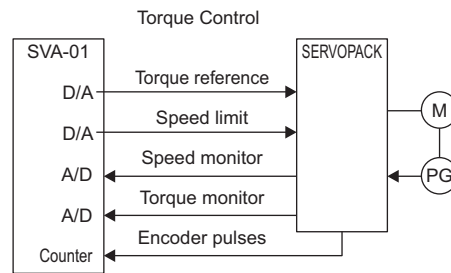 Torque Control
SVA-01
SERVOPACK
D/A
Torque reference
M
D/A
Speed limit
A/D
Speed monitor
PG
A/D
Torque monitor
Counter
Encoder pulses